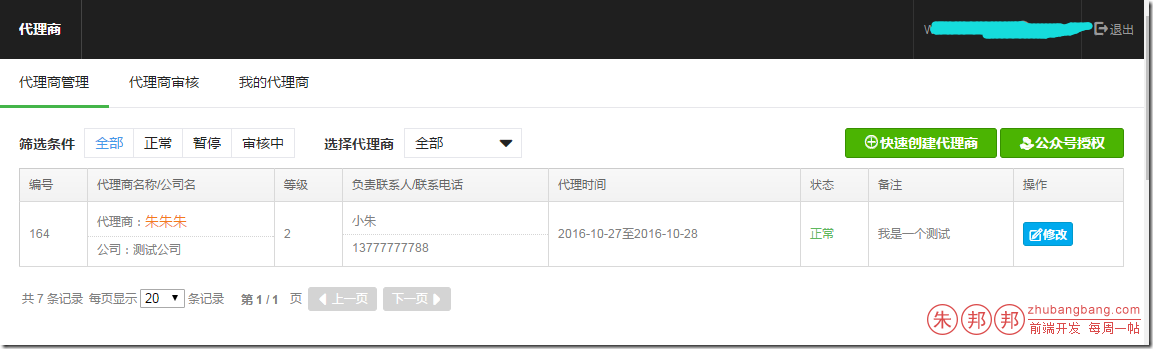 代理商
W 退出
代理商管理 代理商审核 我的代理商
筛选条件 全部 正常 暂停 审核中 选择代理商 全部 快速创建代理商 公众号授权
编号 代理商名称/公司名 等级 负责联系人/联系电话 代理时间 状态 备注 操作
164 代理商：朱朱朱 2 小朱 2016-10-27至2016-10-28 正常 我是一个测试 修改
公司：测试公司 13777777788
共 7 条记录 每页显示 20 条记录 第 1 / 1 页 上一页 下一页
朱邦邦 zhubangbang.com
前端开发 每周一帖